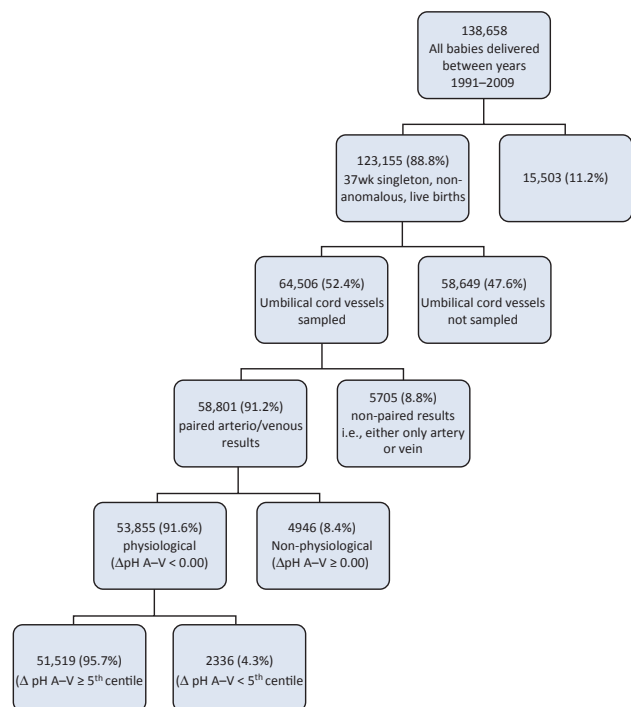 138,658
All babies delivered
between years
1991–2009
123,155 (88.8%)
37wk singleton, non-
anomalous, live births
15,503 (11.2%)
64,506 (52.4%)
Umbilical cord vessels
sampled
58,649 (47.6%)
Umbilical cord vessels
not sampled
58,801 (91.2%)
paired arterio/venous
results
5705 (8.8%)
non-paired results
i.e., either only artery
or vein
53,855 (91.6%)
physiological
(ΔpH A–V < 0.00)
4946 (8.4%)
Non-physiological
(ΔpH A–V ≥ 0.00)
51,519 (95.7%)
(Δ pH A–V ≥ 5th centile
2336 (4.3%)
(Δ pH A–V < 5th centile